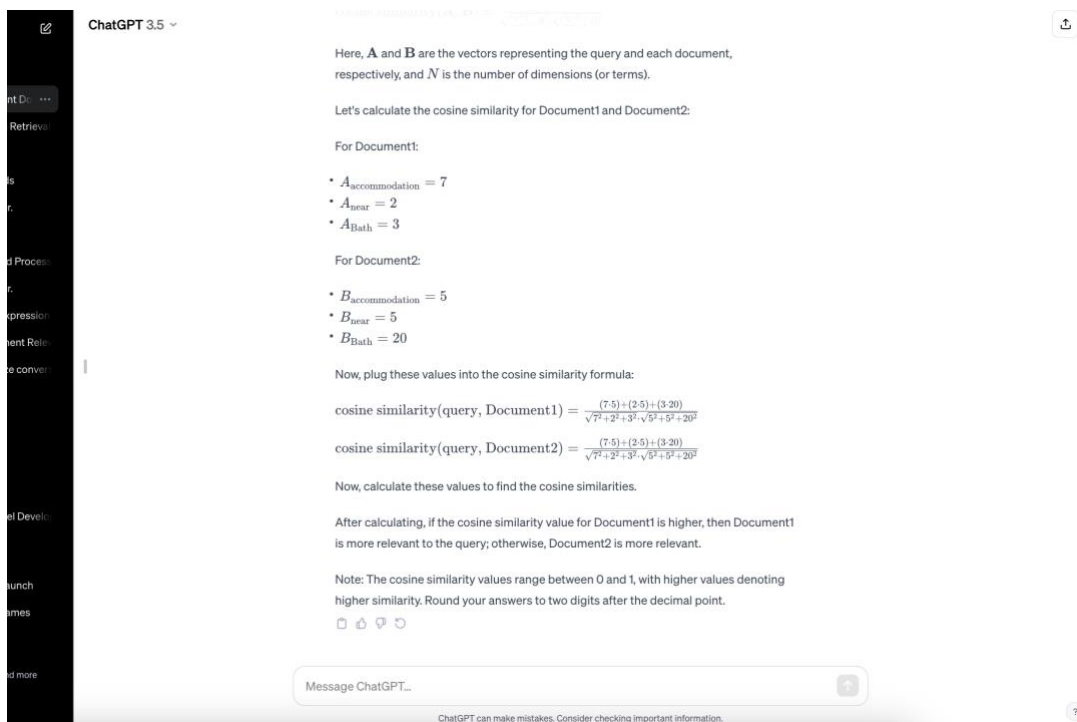 ChatGPT 3.5
Here, A and B are the vectors representing the query and each document,
respectively, and N is the number of dimensions (or terms).
nt Do ...
Let's calculate the cosine similarity for Document1 and Document2:
Retrieva
For Document1:
• A_accommodation = 7
ls
• A_near = 2
r.
• A_Bath = 3
For Document2:
d Process
r.
• B_accommodation = 5
xpression
• B_near = 5
• B_Bath = 20
nent Rele
ze conver
Now, plug these values into the cosine similarity formula:
cosine similarity(query, Document1) = (7·5)+(2·5)+(3·20) / √7²+2²+3²·√5²+5²+20²
cosine similarity(query, Document2) = (7·5)+(2·5)+(3·20) / √7²+2²+3²·√5²+5²+20²
Now, calculate these values to find the cosine similarities.
el Develo
After calculating, if the cosine similarity value for Document1 is higher, then Document1
is more relevant to the query; otherwise, Document2 is more relevant.
Note: The cosine similarity values range between 0 and 1, with higher values denoting
aunch
higher similarity. Round your answers to two digits after the decimal point.
ames
nd more
Message ChatGPT...
ChatGPT can make mistakes. Consider checking important information.
?